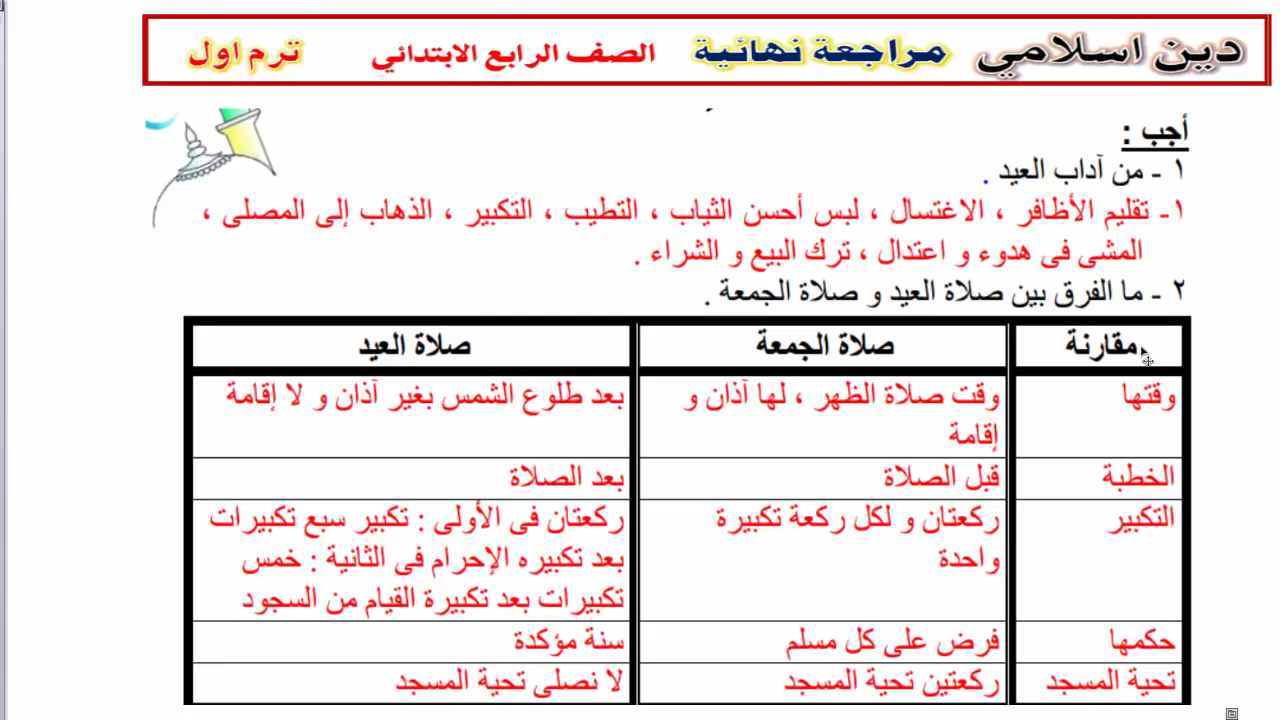 دين اسلامي مراجعة نهائية الصف الرابع الابتدائي ترم اول
أجب :
١ - من آداب العيد .
١- تقليم الأظافر ، الاغتسال ، لبس أحسن الثياب ، التطيب ، التكبير ، الذهاب إلى المصلى ،
المشى فى هدوء و اعتدال ، ترك البيع و الشراء .
٢ - ما الفرق بين صلاة العيد و صلاة الجمعة .
مقارنة صلاة الجمعة صلاة العيد
وقتها وقت صلاة الظهر ، لها آذان و بعد طلوع الشمس بغير آذان و لا إقامة
إقامة
الخطبة قبل الصلاة بعد الصلاة
التكبير ركعتان و لكل ركعة تكبيرة ركعتان فى الأولى : تكبير سبع تكبيرات
واحدة بعد تكبيره الإحرام فى الثانية : خمس
تكبيرات بعد تكبيرة القيام من السجود
حكمها فرض على كل مسلم سنة مؤكدة
تحية المسجد ركعتين تحية المسجد لا نصلى تحية المسجد